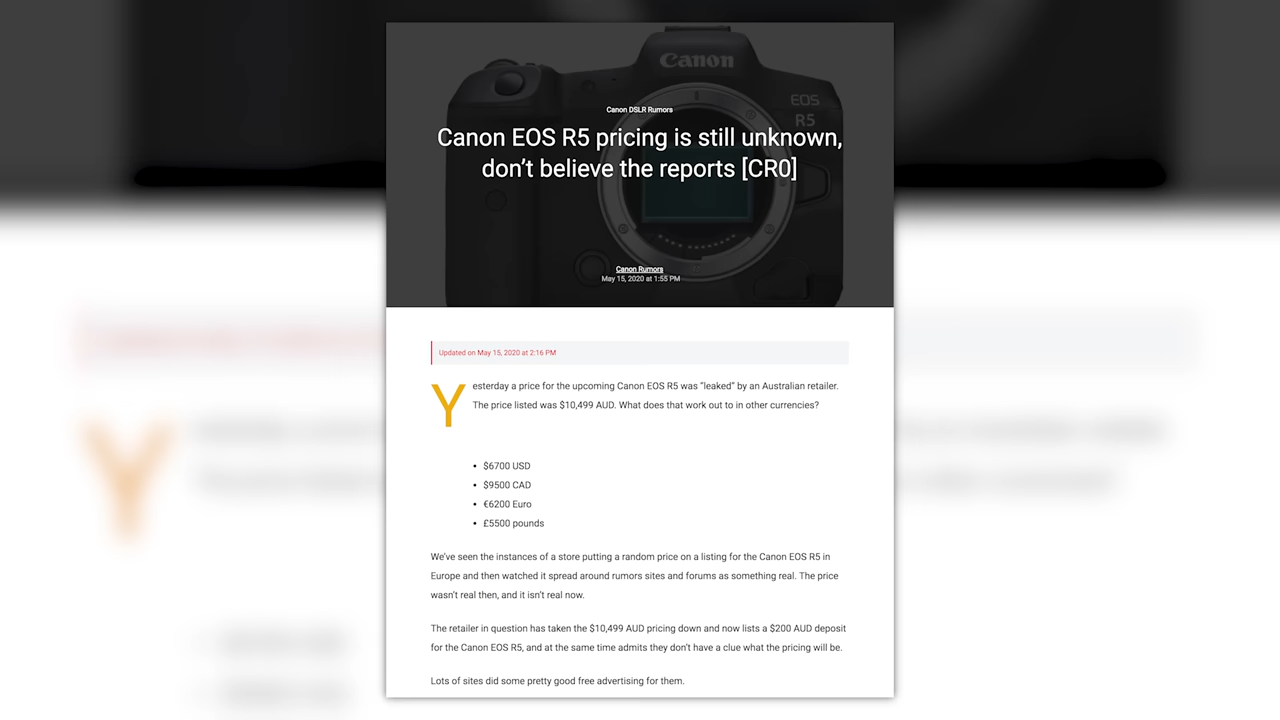 Canon
EOS
R5
Canon DSLR Rumors
Canon EOS R5 pricing is still unknown,
don’t believe the reports [CR0]
Canon Rumors
May 15, 2020 at 1:55 PM
Updated on May 15, 2020 at 2:16 PM
Yesterday a price for the upcoming Canon EOS R5 was “leaked” by an Australian retailer.
The price listed was $10,499 AUD. What does that work out to in other currencies?
• $6700 USD
• $9500 CAD
• €6200 Euro
• £5500 pounds
We’ve seen the instances of a store putting a random price on a listing for the Canon EOS R5 in
Europe and then watched it spread around rumors sites and forums as something real. The price
wasn’t real then, and it isn’t real now.
The retailer in question has taken the $10,499 AUD pricing down and now lists a $200 AUD deposit
for the Canon EOS R5, and at the same time admits they don’t have a clue what the pricing will be.
Lots of sites did some pretty good free advertising for them.